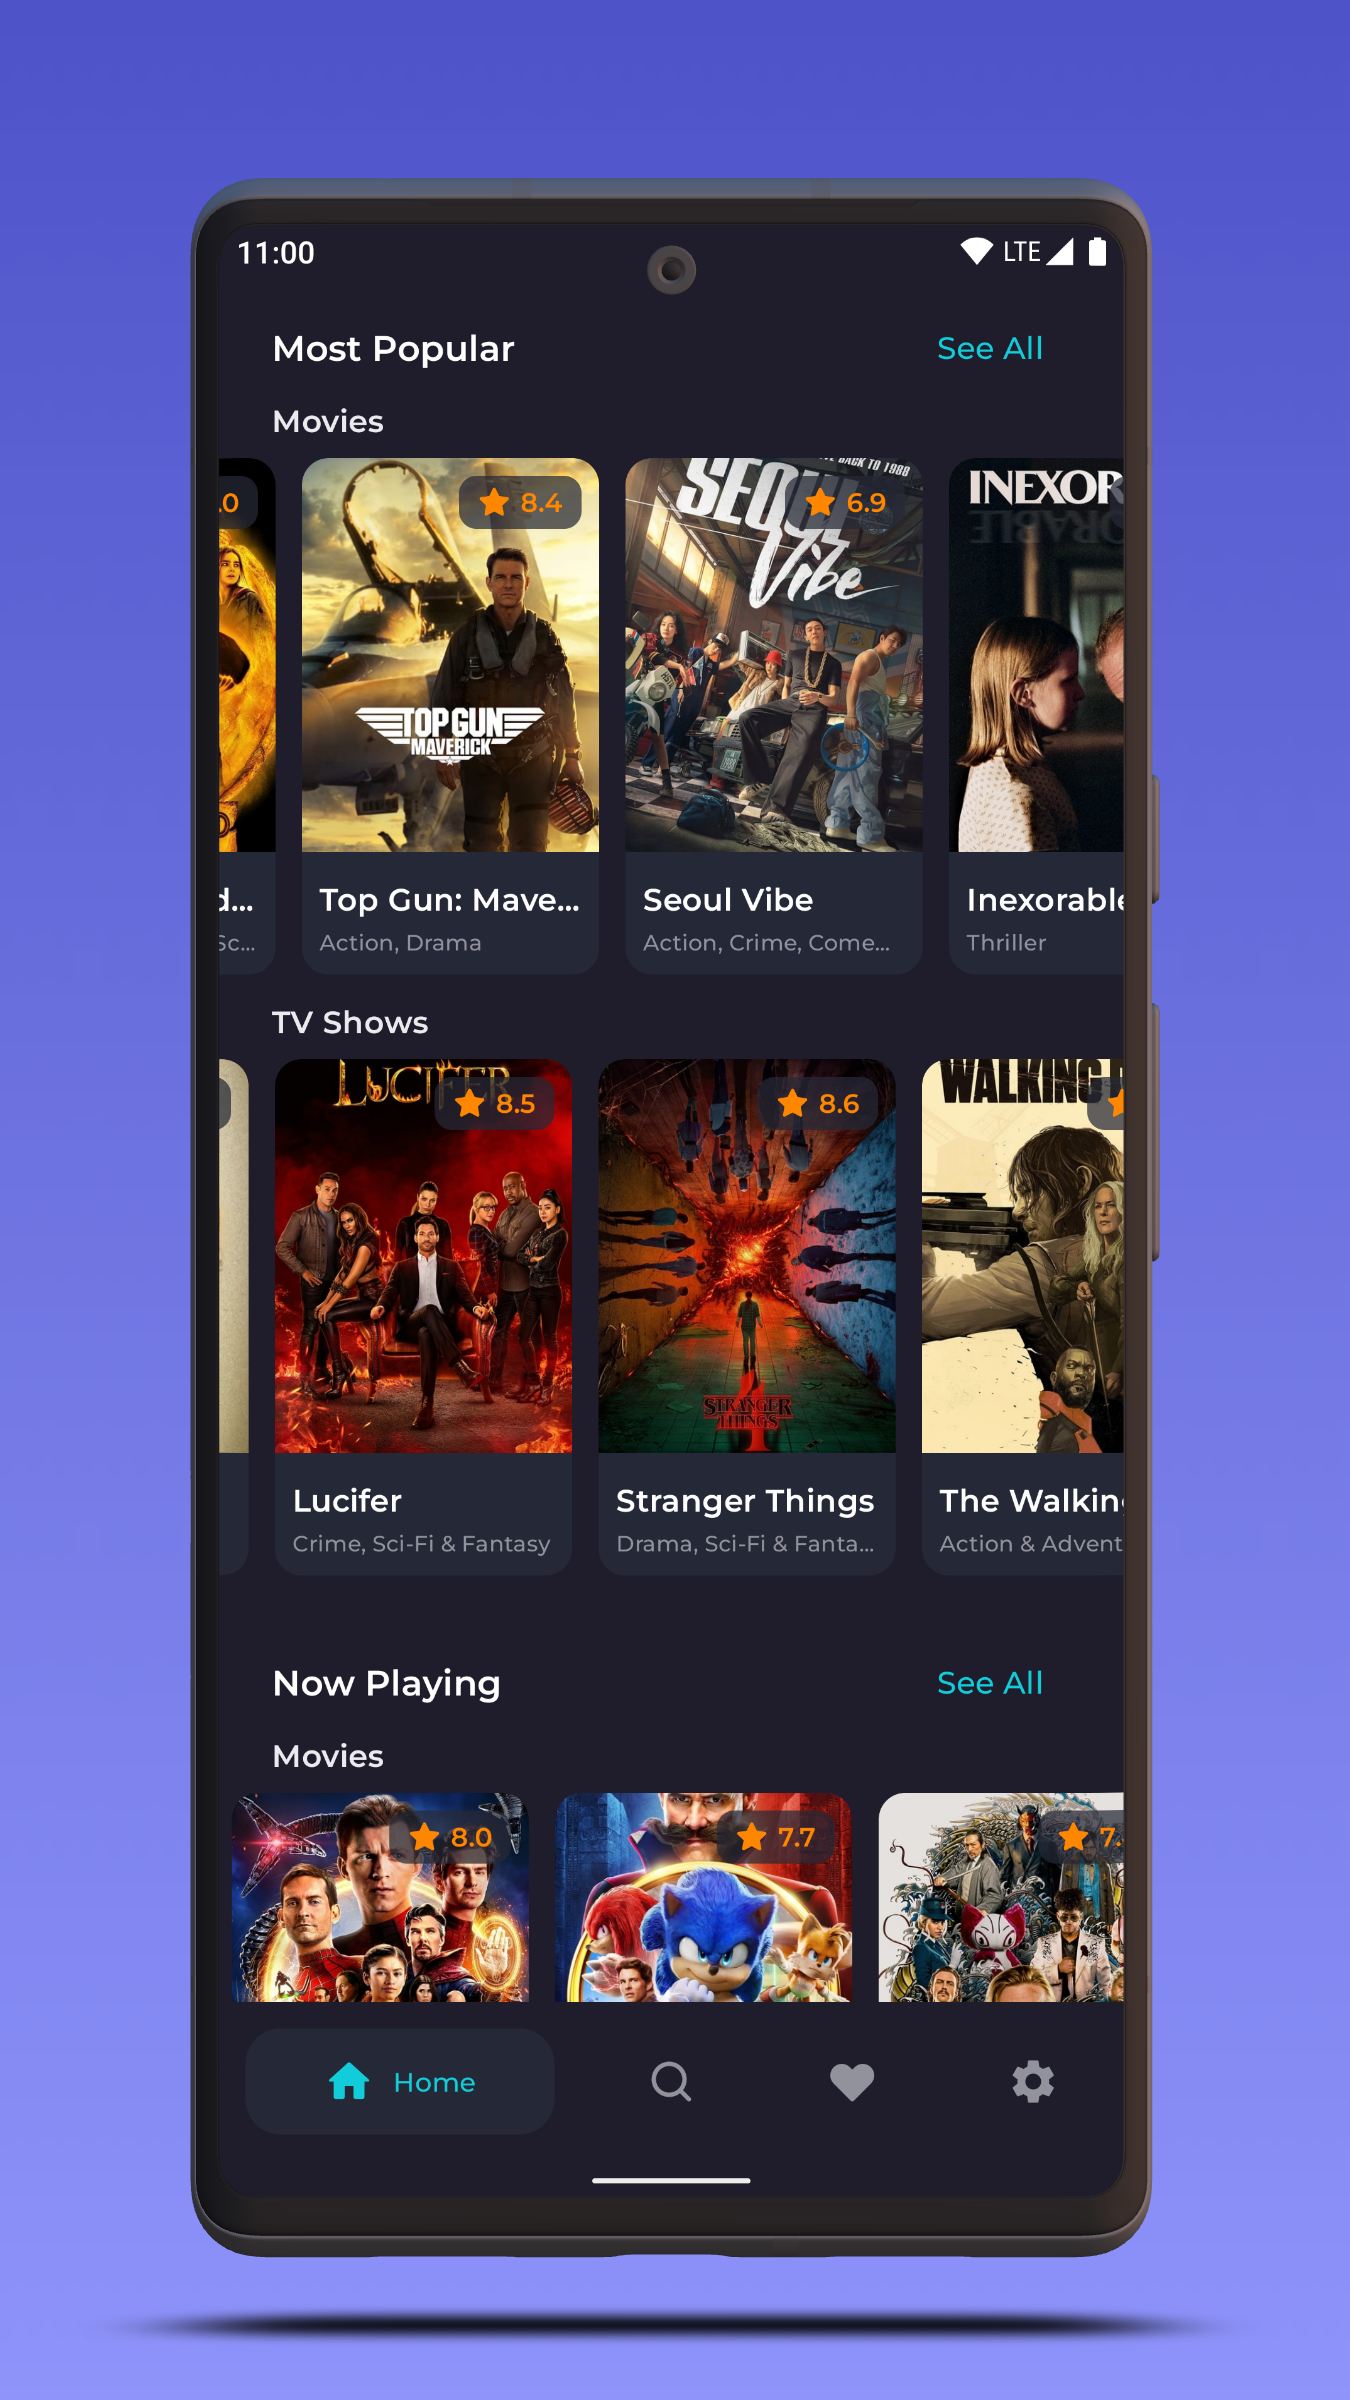 11:00
LTE
Most Popular
See All
Movies
.0
8.4
TOP GUN
MAVERICK
BACK TO 1988
SEOUL
Vibe
6.9
INEXOR
ORABLE
d...
Sc...
Top Gun: Mave...
Action, Drama
Seoul Vibe
Action, Crime, Come...
Inexorable
Thriller
TV Shows
LUCIFER
8.5
8.6
STRANGER
THINGS
4
WALKING
Lucifer
Crime, Sci-Fi & Fantasy
Stranger Things
Drama, Sci-Fi & Fanta...
The Walking
Action & Advent
Now Playing
See All
Movies
8.0
7.7
7.
Home